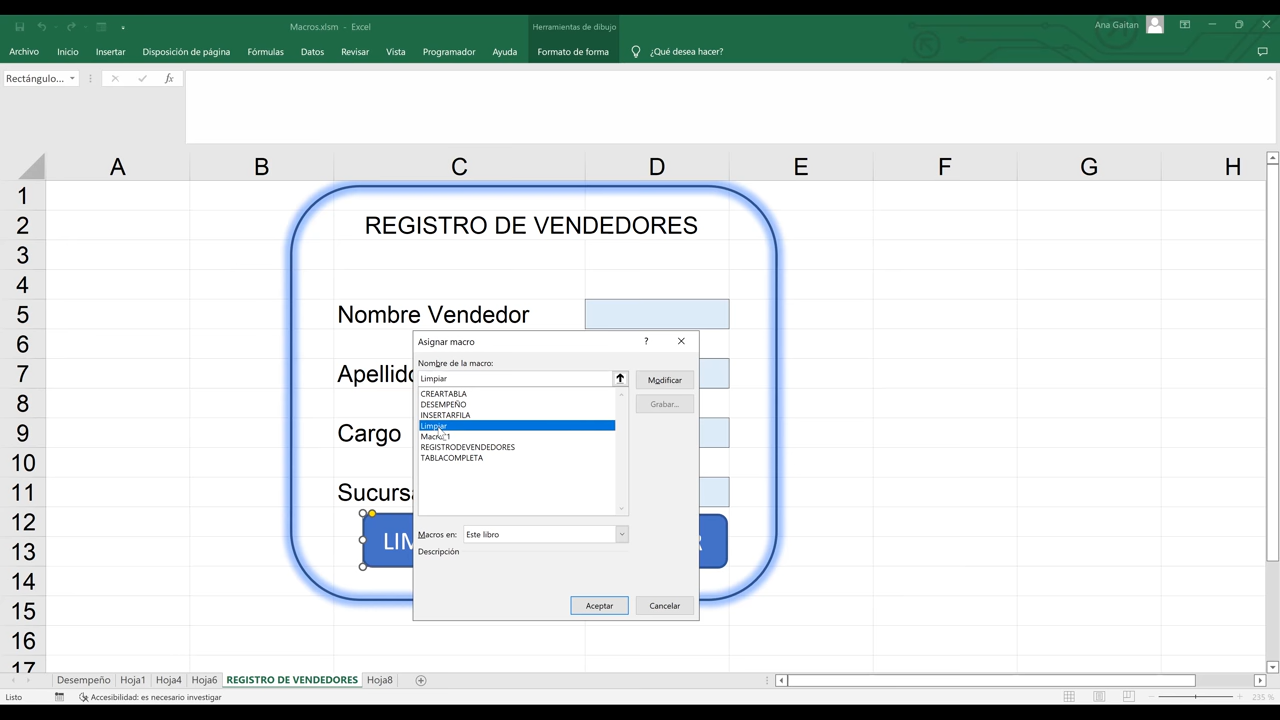 Macros.xlsm - Excel
Herramientas de dibujo
Ana Gaitan
Archivo Inicio Insertar Disposición de página Fórmulas Datos Revisar Vista Programador Ayuda Formato de forma ¿Qué desea hacer?
Rectángulo... fx
A B C D E F G H
1
2 REGISTRO DE VENDEDORES
3
4
5 Nombre Vendedor
6
7
8
9 Cargo
10
11
12
13
14
15
16
17
Asignar macro ?
Nombre de la macro:
Limpiar
Modificar
Grabar...
CREARTABLA
DESEMPEÑO
INSERTARFILA
Limpiar
REGISTRODEVENDEDORES
TABLACOMPLETA
Macros en: Este libro
Descripción
Aceptar Cancelar
Desempeño Hoja1 Hoja4 Hoja6 REGISTRO DE VENDEDORES Hoja8
Listo Accesibilidad: es necesario investigar 235 %